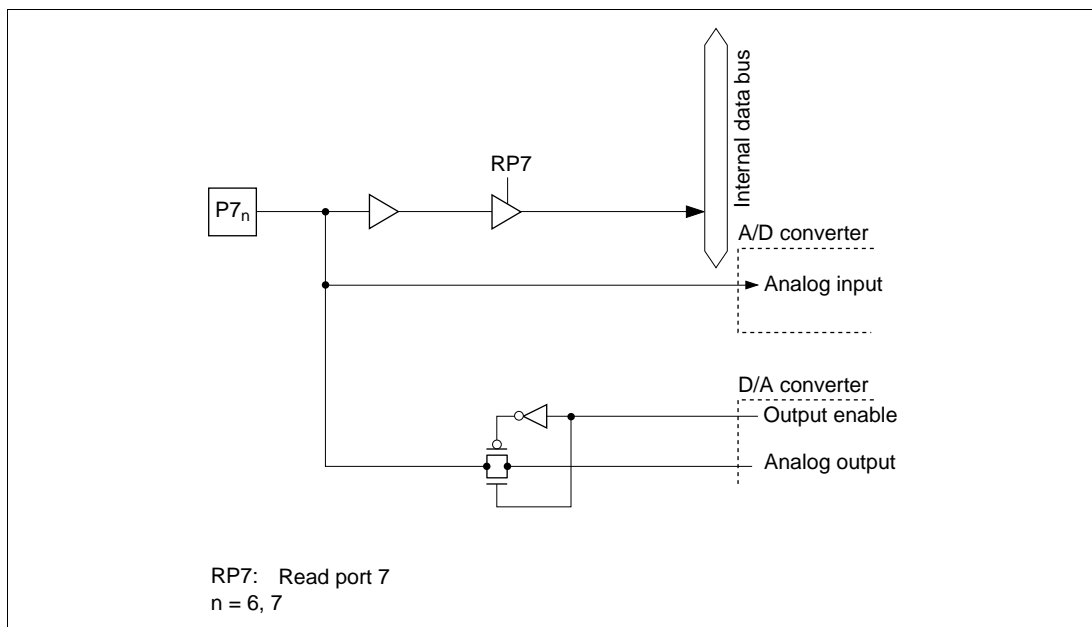 Internal data bus
RP7
P7n
A/D converter
Analog input
D/A converter
Output enable
Analog output
RP7: Read port 7
n = 6, 7